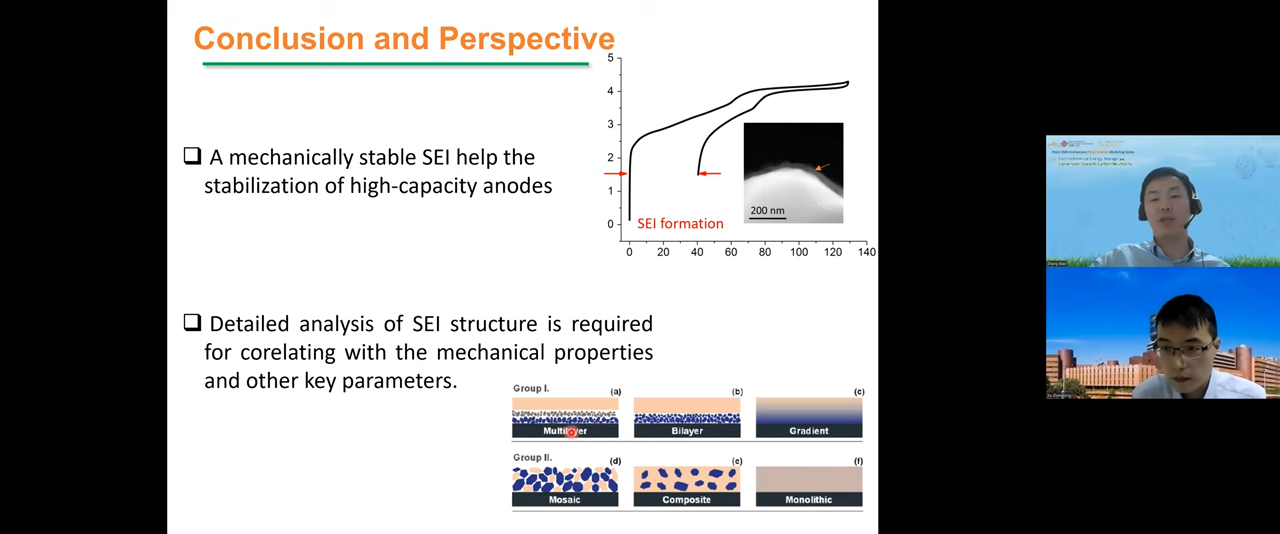 Conclusion and Perspective
❑ A mechanically stable SEI help the
stabilization of high-capacity anodes
5
4
3
2
1
0
0 20 40 60 80 100 120 140
SEI formation
200 nm
❑ Detailed analysis of SEI structure is required
for corelating with the mechanical properties
and other key parameters.
Group I.
(a) (b) (c)
Multilayer Bilayer Gradient
Group II.
(d) (e) (f)
Mosaic Composite Monolithic